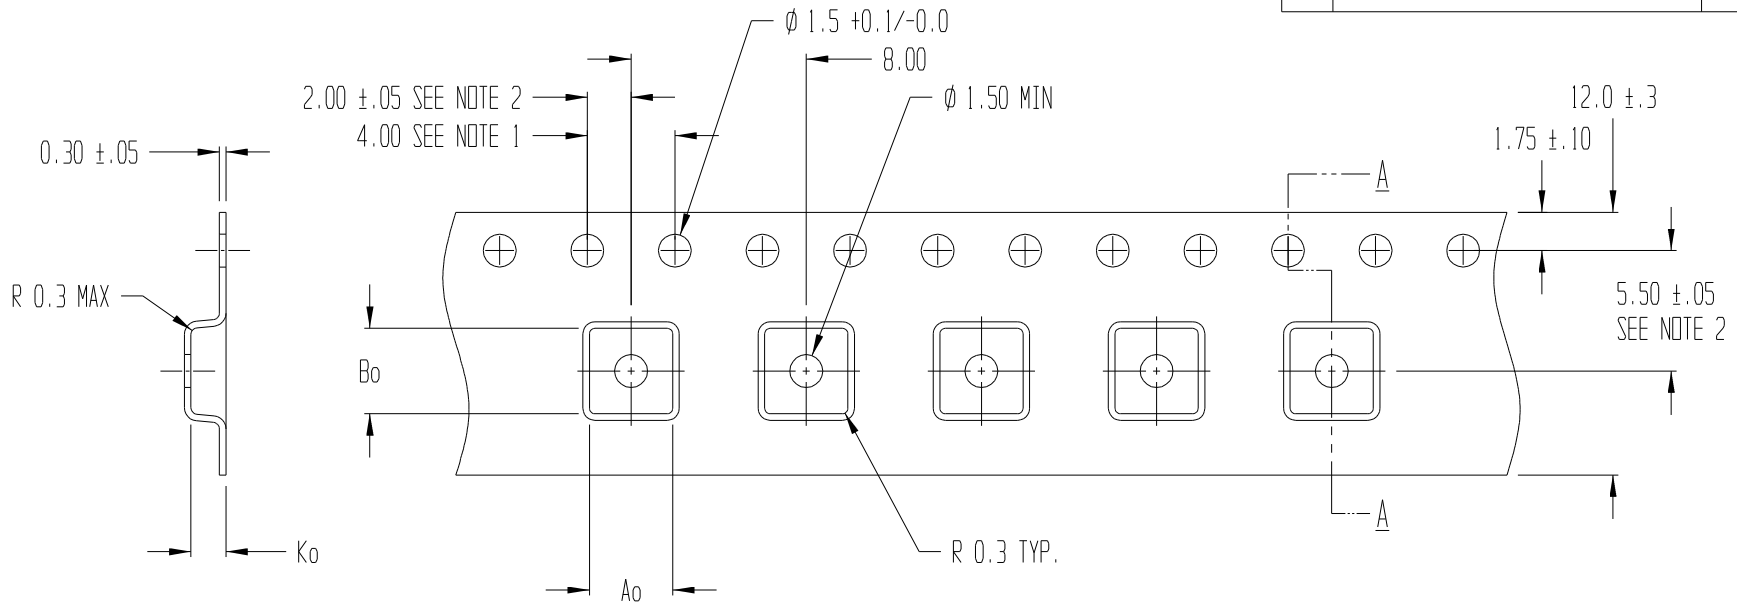 Ø 1.5 +0.1/-0.0
8.00
2.00 ±.05 SEE NOTE 2
Ø 1.50 MIN
12.0 ±.3
4.00 SEE NOTE 1
1.75 ±.10
0.30 ±.05
A
R 0.3 MAX
5.50 ±.05
SEE NOTE 2
Bo
A
Ko
R 0.3 TYP.
Ao